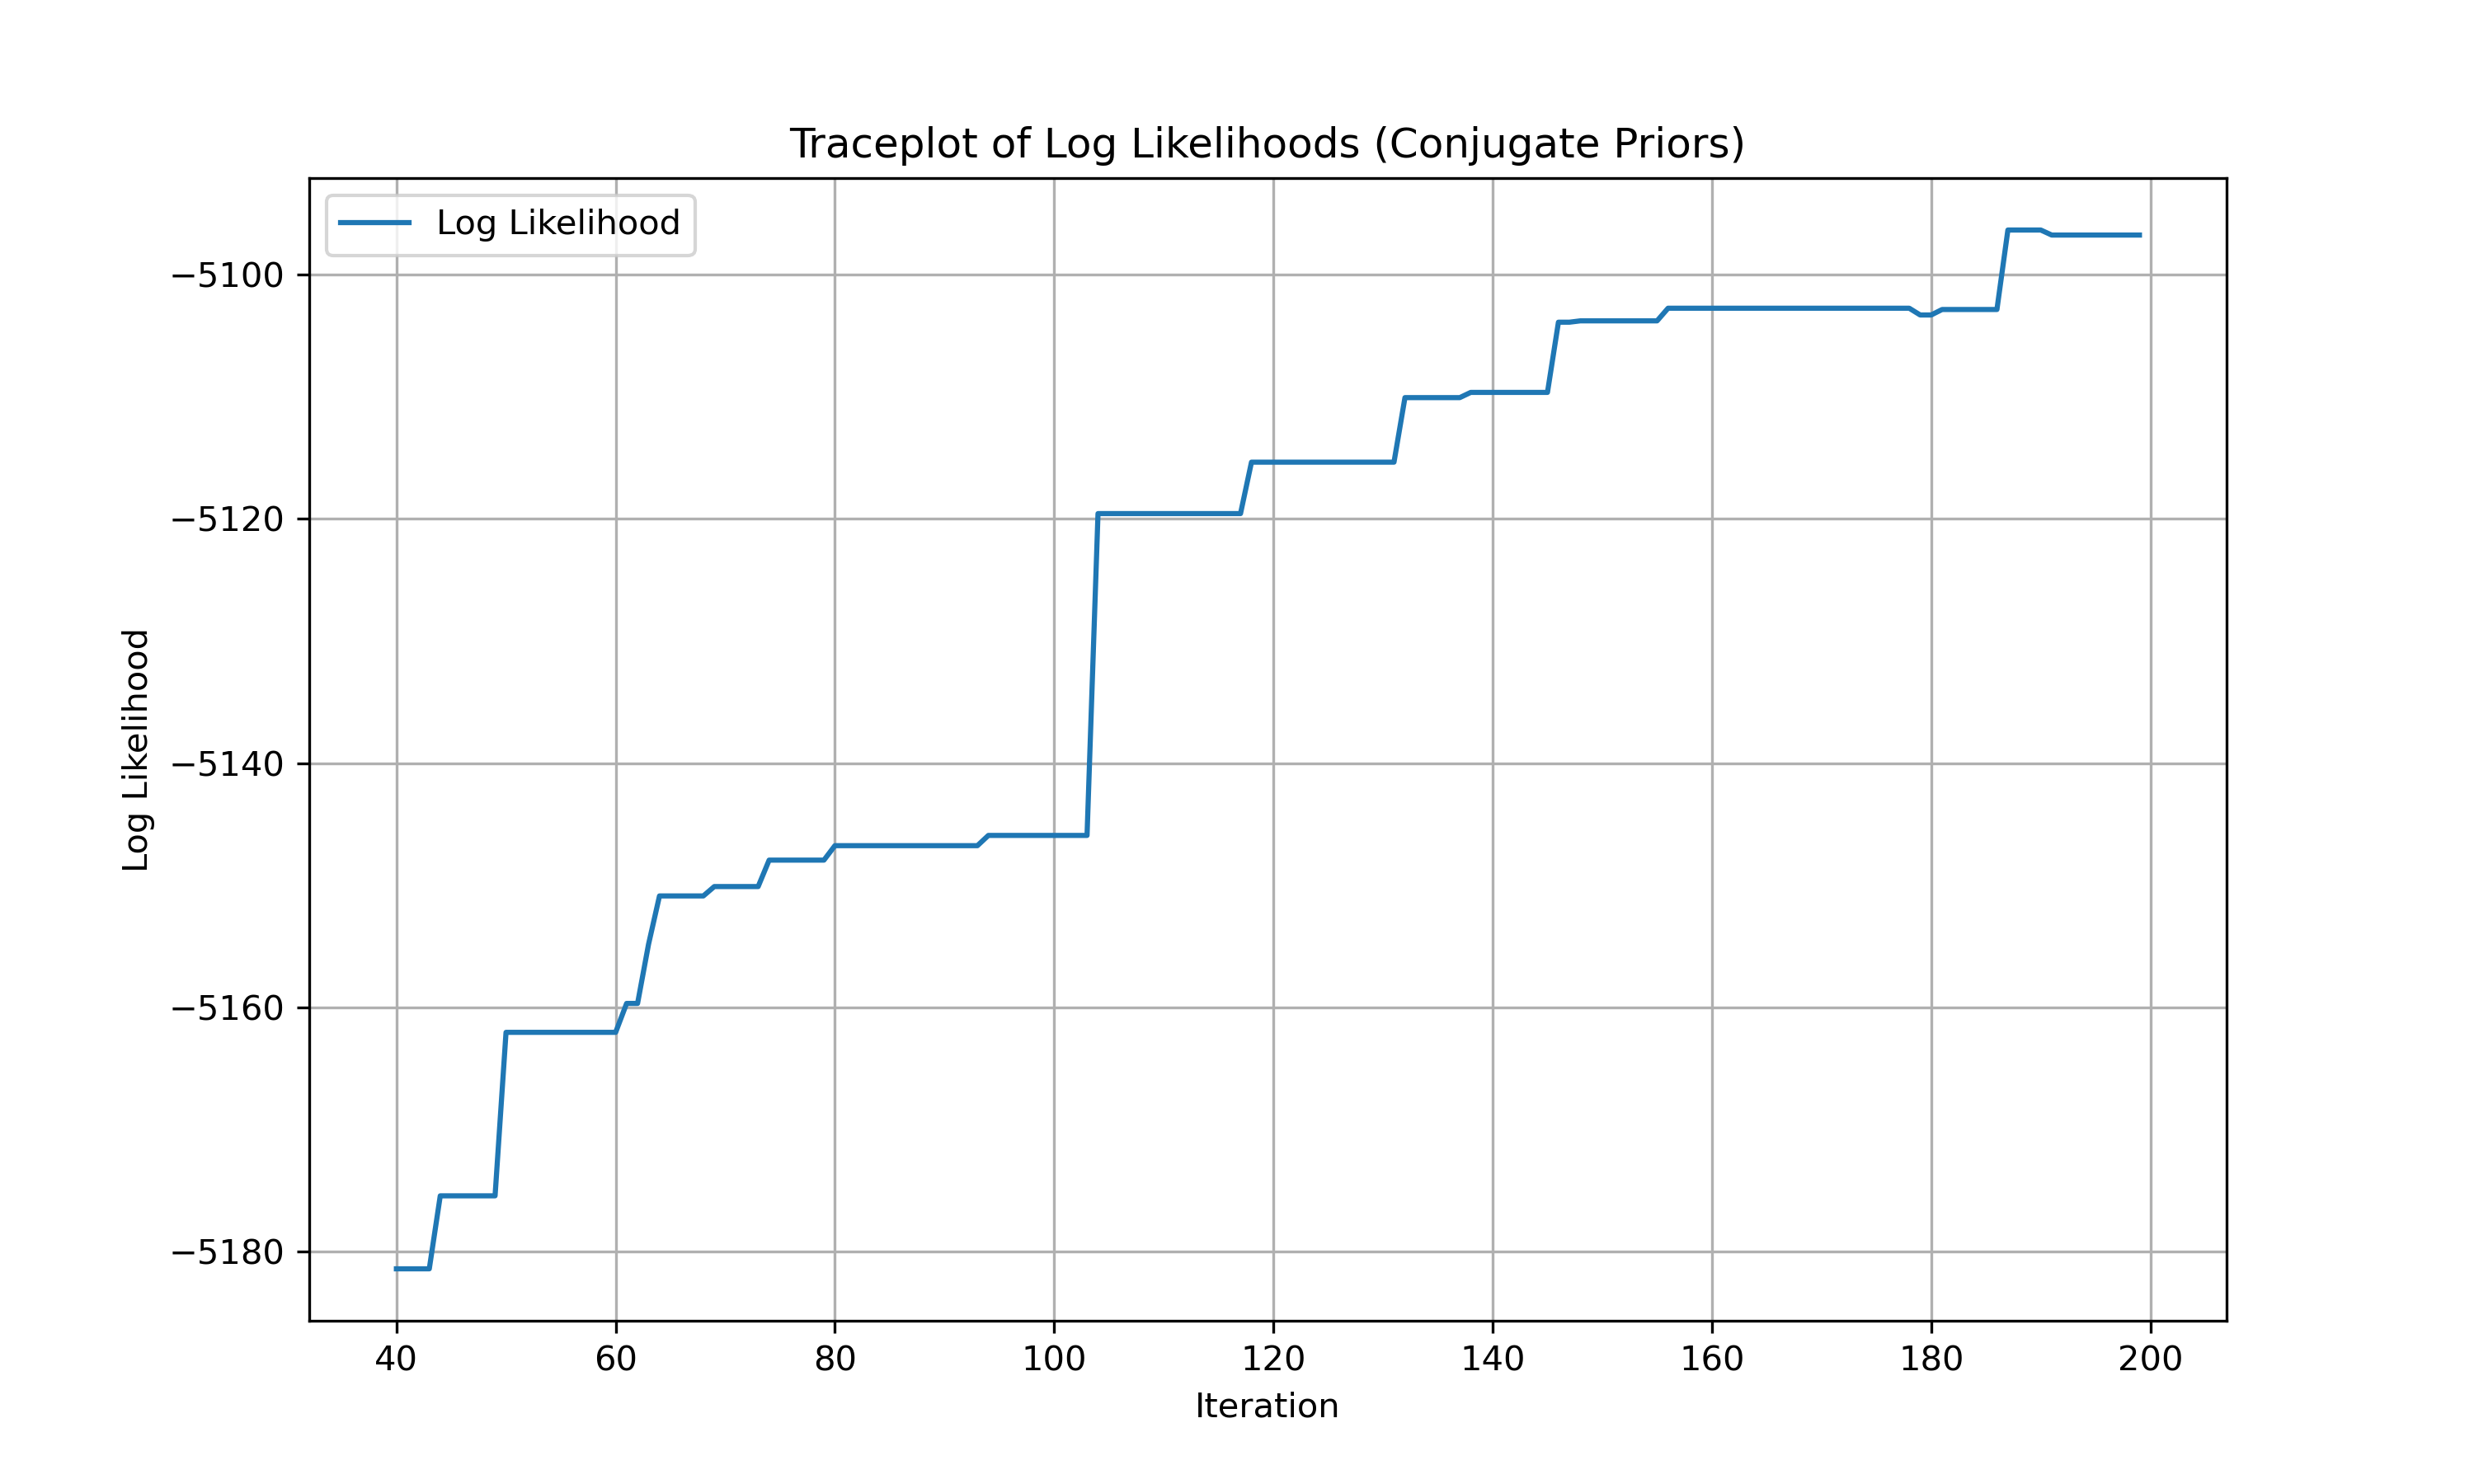 Traceplot of Log Likelihoods (Conjugate Priors)
Log Likelihood
−5100
−5120
−5140
−5160
−5180
Log Likelihood
40 60 80 100 120 140 160 180 200
Iteration